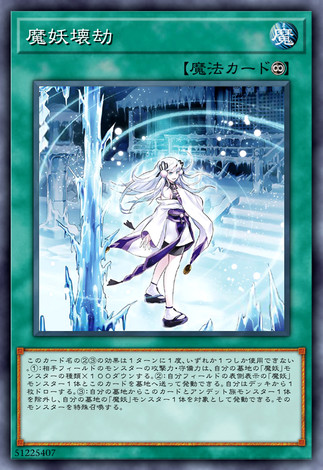 魔妖壊劫
魔
【魔法カード】
このカード名の②③の効果は1ターンに1度、いずれか1つしか使用できない
。①:相手フィールドのモンスターの攻撃力・守備力は、自分の墓地の「魔妖」モ
ンスターの種類×100ダウンする。②:自分フィールドの表側表示の「魔妖」
モンスター1体とこのカードを墓地へ送って発動できる。自分はデッキから1
枚ドローする。③:自分の墓地からこのカードとアンデット族モンスター1体
を除外し、自分の墓地の「魔妖」モンスター1体を対象として発動できる。その
モンスターを特殊召喚する。
51225407